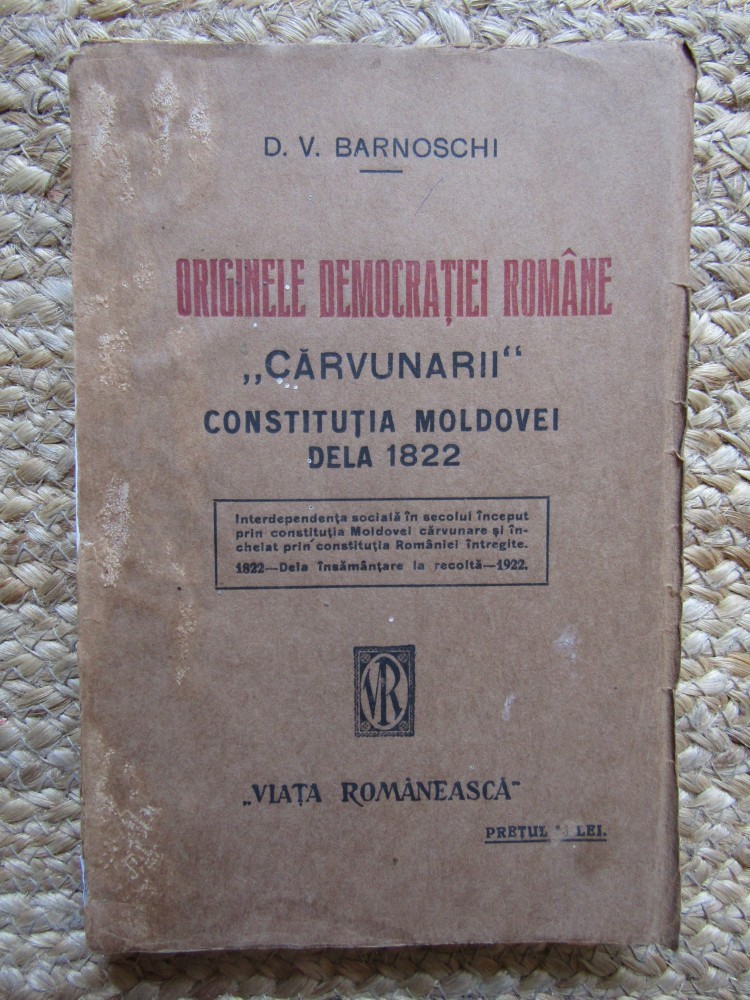 D. V. BARNOSCHI
ORIGINELE DEMOCRAȚIEI ROMÂNE
„CĂRVUNARII“
CONSTITUȚIA MOLDOVEI
DELA 1822
Interdependența socială în secolul început
prin constituția Moldovei cărvunare și în-
cheiat prin constituția României întregite.
1822—Dela însămânțare la recoltă—1922.
VR
„VIAȚA ROMÂNEASCĂ“
PREȚUL LEI.